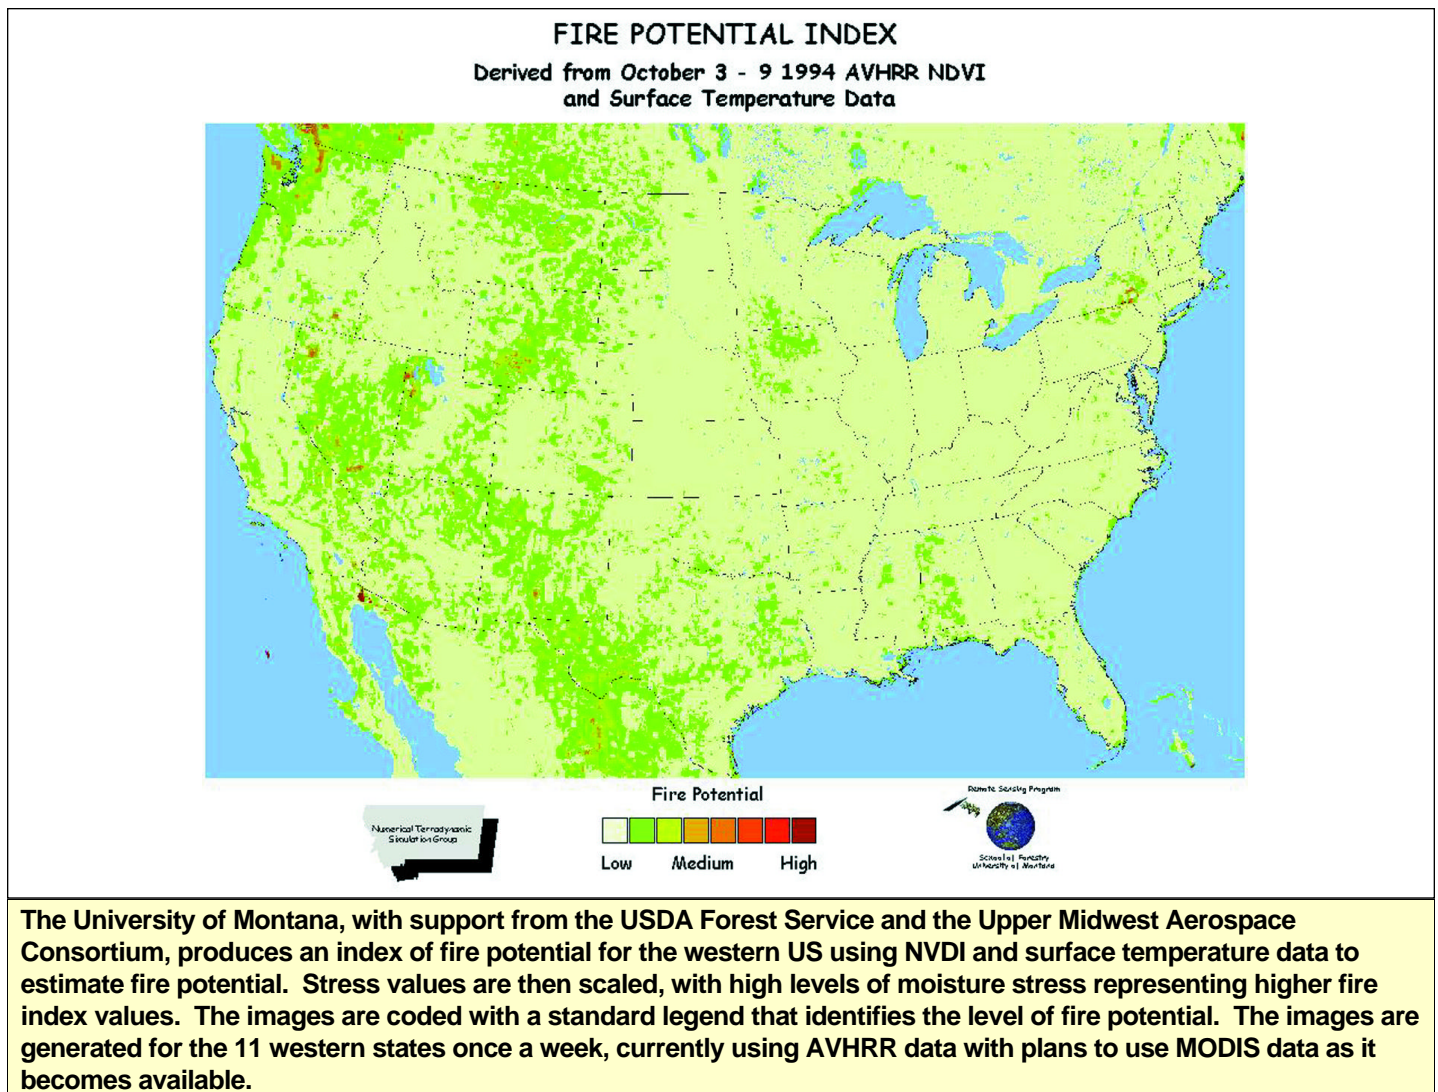 FIRE POTENTIAL INDEX
Derived from October 3 - 9 1994 AVHRR NDVI
and Surface Temperature Data
Fire Potential
Low Medium High
Numerical Terradynamic
Simulation Group
Remote Sensing Program
School of Forestry
University of Montana
The University of Montana, with support from the USDA Forest Service and the Upper Midwest Aerospace
Consortium, produces an index of fire potential for the western US using NVDI and surface temperature data to
estimate fire potential.  Stress values are then scaled, with high levels of moisture stress representing higher fire
index values.  The images are coded with a standard legend that identifies the level of fire potential.  The images are
generated for the 11 western states once a week, currently using AVHRR data with plans to use MODIS data as it
becomes available.